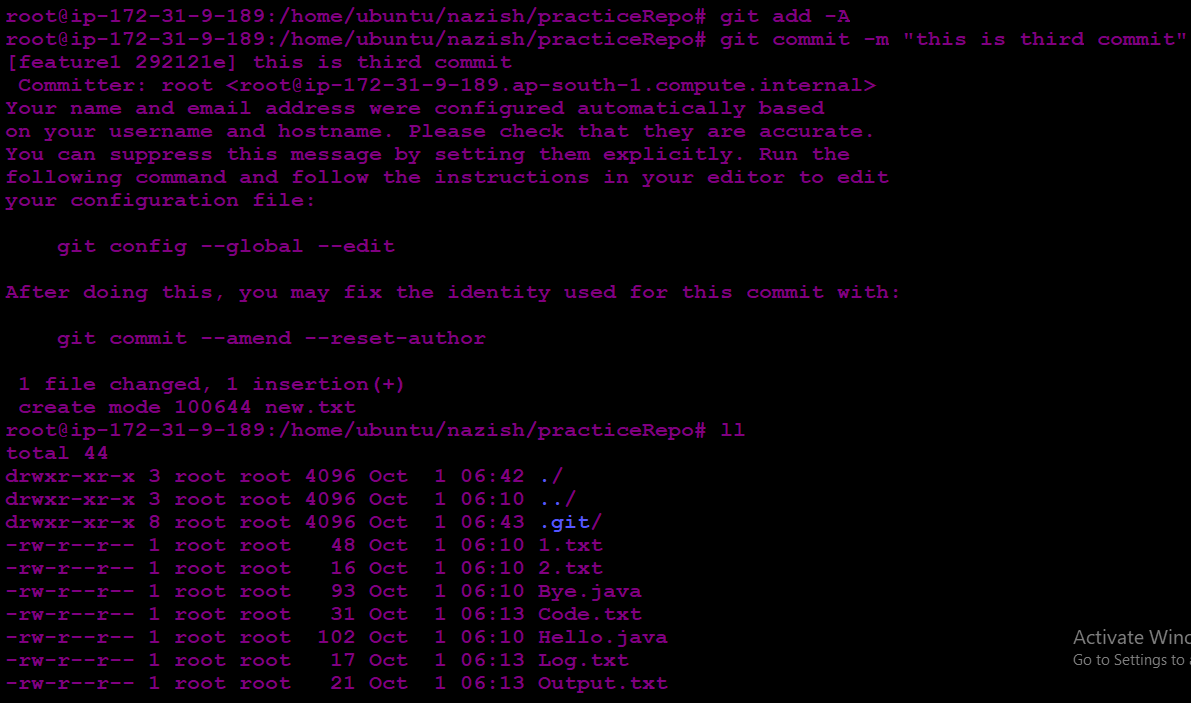 root@ip-172-31-9-189:/home/ubuntu/nazish/practiceRepo# git add -A
root@ip-172-31-9-189:/home/ubuntu/nazish/practiceRepo# git commit -m "this is third commit"
[feature1 292121e] this is third commit
 Committer: root <root@ip-172-31-9-189.ap-south-1.compute.internal>
Your name and email address were configured automatically based
on your username and hostname. Please check that they are accurate.
You can suppress this message by setting them explicitly. Run the
following command and follow the instructions in your editor to edit
your configuration file:
    git config --global --edit
After doing this, you may fix the identity used for this commit with:
    git commit --amend --reset-author
 1 file changed, 1 insertion(+)
 create mode 100644 new.txt
root@ip-172-31-9-189:/home/ubuntu/nazish/practiceRepo# ll
total 44
drwxr-xr-x 3 root root 4096 Oct  1 06:42 ./
drwxr-xr-x 3 root root 4096 Oct  1 06:10 ../
drwxr-xr-x 8 root root 4096 Oct  1 06:43 .git/
-rw-r--r-- 1 root root   48 Oct  1 06:10 1.txt
-rw-r--r-- 1 root root   16 Oct  1 06:10 2.txt
-rw-r--r-- 1 root root   93 Oct  1 06:10 Bye.java
-rw-r--r-- 1 root root   31 Oct  1 06:13 Code.txt
-rw-r--r-- 1 root root  102 Oct  1 06:10 Hello.java
-rw-r--r-- 1 root root   17 Oct  1 06:13 Log.txt
-rw-r--r-- 1 root root   21 Oct  1 06:13 Output.txt
Activate Wind
Go to Settings to a